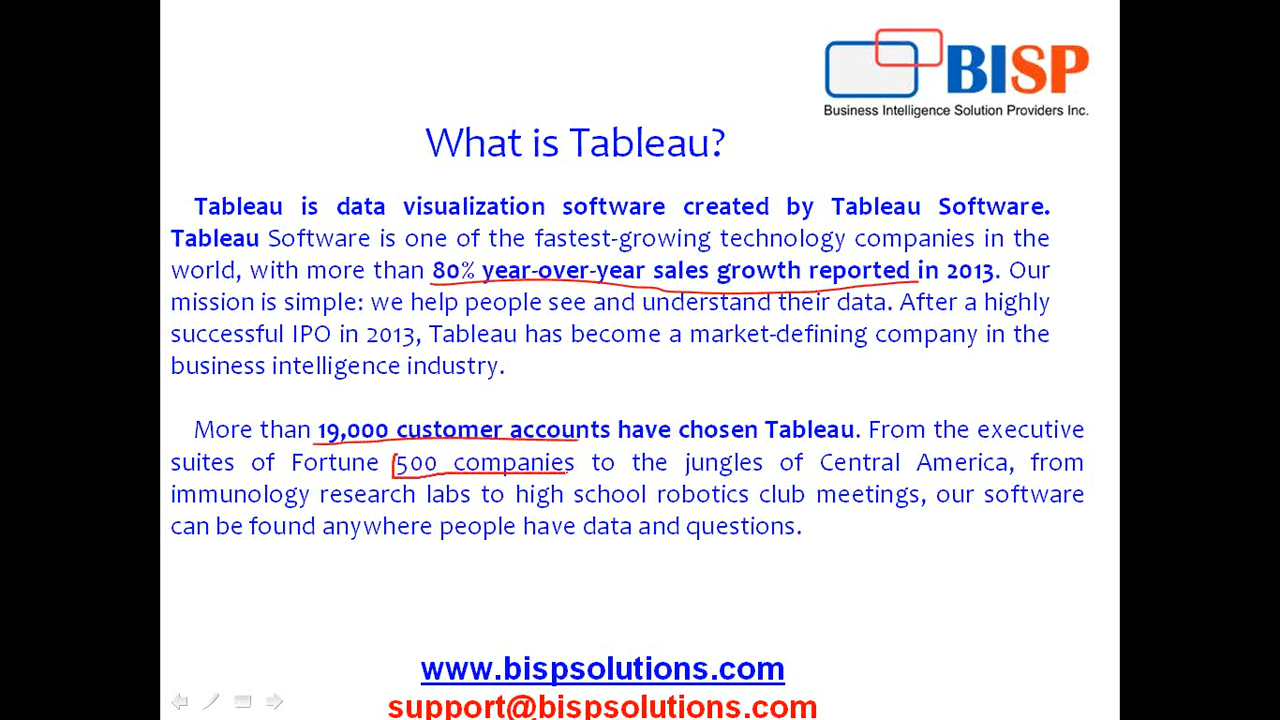 BISP
Business Intelligence Solution Providers Inc.
What is Tableau?
Tableau is data visualization software created by Tableau Software.
Tableau Software is one of the fastest-growing technology companies in the
world, with more than 80% year-over-year sales growth reported in 2013. Our
mission is simple: we help people see and understand their data. After a highly
successful IPO in 2013, Tableau has become a market-defining company in the
business intelligence industry.
More than 19,000 customer accounts have chosen Tableau. From the executive
suites of Fortune 500 companies to the jungles of Central America, from
immunology research labs to high school robotics club meetings, our software
can be found anywhere people have data and questions.
www.bispsolutions.com
support@bispsolutions.com